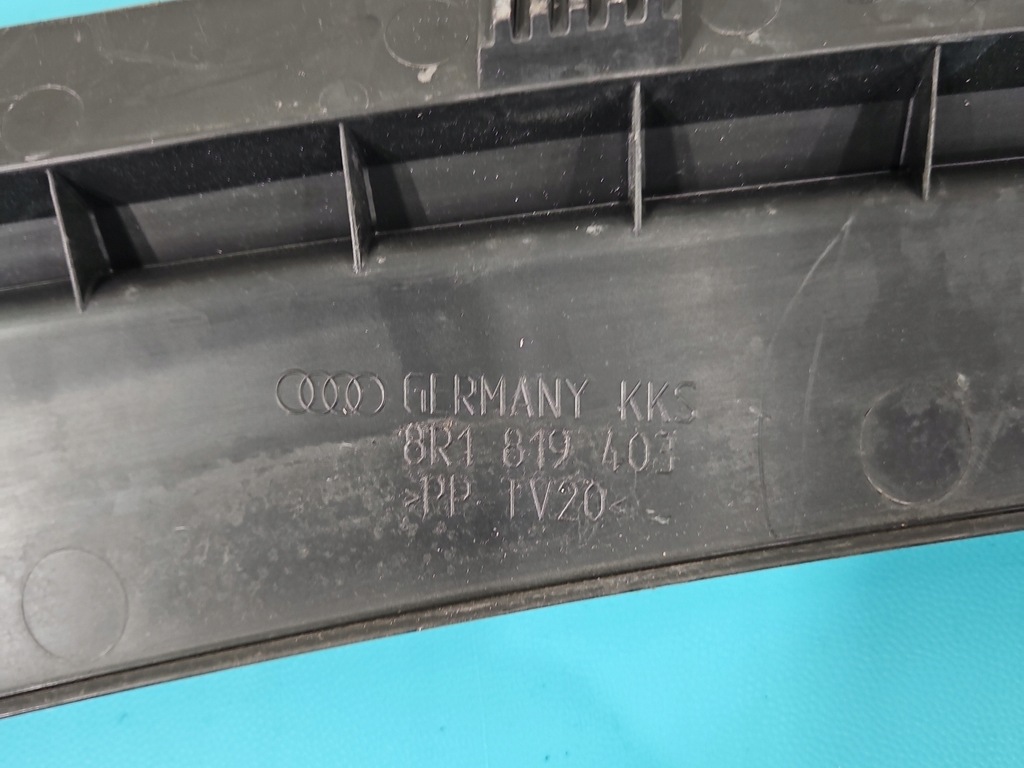 GERMANY KKS
8R1 819 403
>PP TV20<